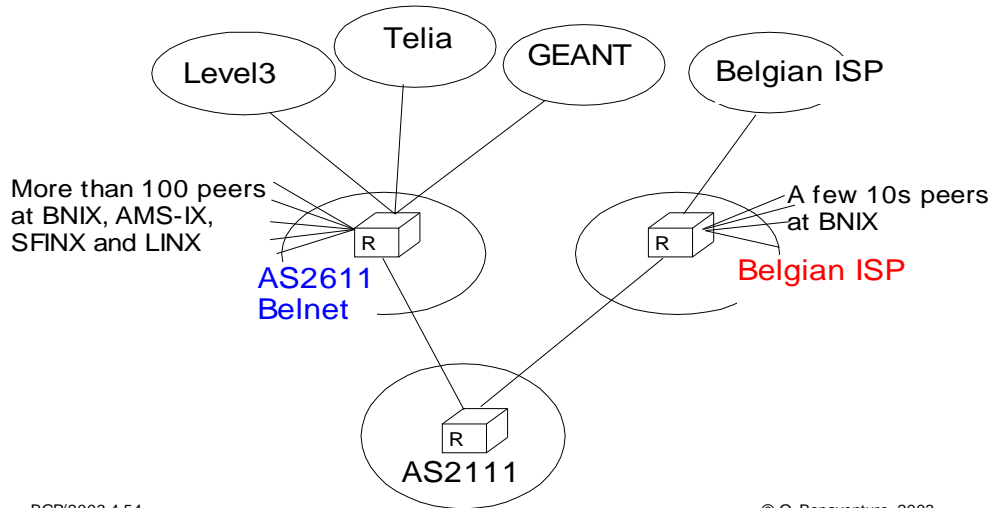 Level3
Telia
GEANT
Belgian ISP
More than 100 peers
at BNIX, AMS-IX,
SFINX and LINX
R
AS2611
Belnet
R
A few 10s peers
at BNIX
Belgian ISP
R
AS2111